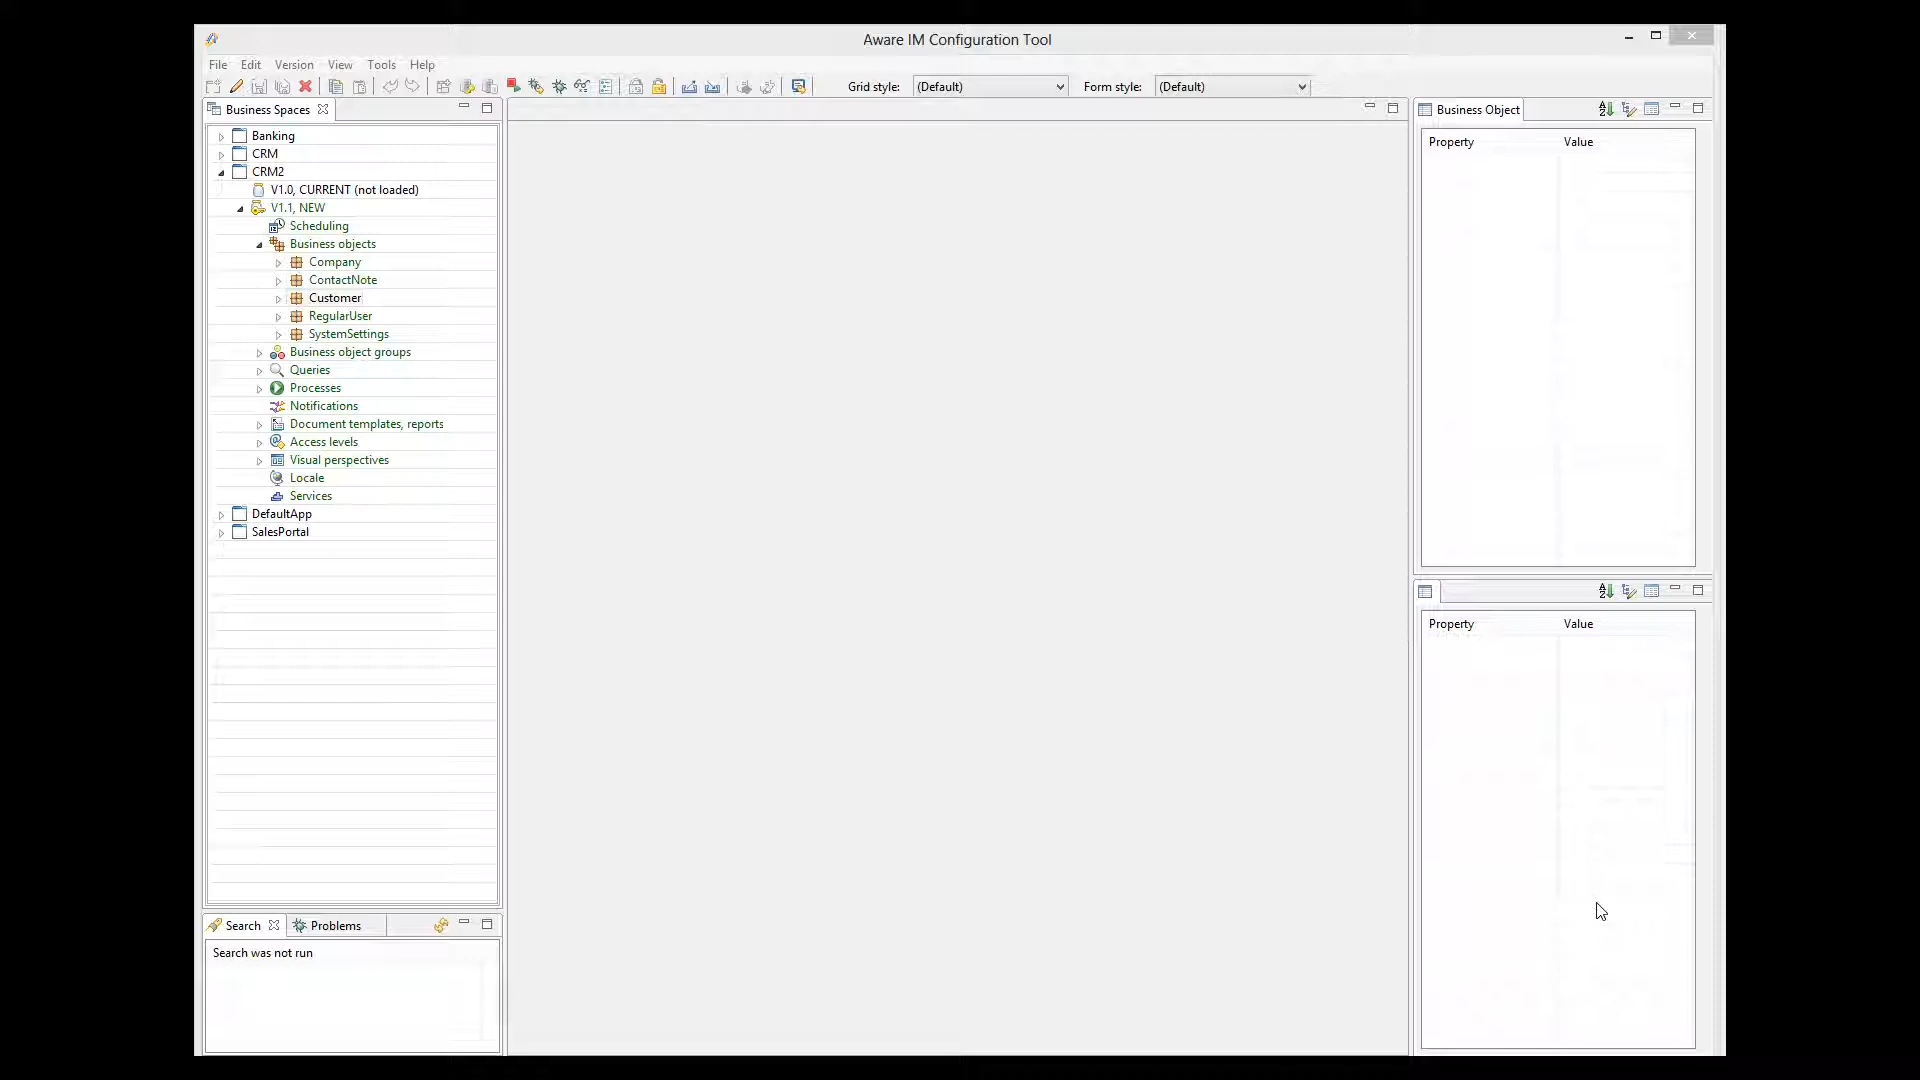 Aware IM Configuration Tool
File Edit Version View Tools Help
Grid style: (Default) Form style: (Default)
Business Spaces
Banking
CRM
CRM2
V1.0, CURRENT (not loaded)
V1.1, NEW
Scheduling
Business objects
Company
ContactNote
Customer
RegularUser
SystemSettings
Business object groups
Queries
Processes
Notifications
Document templates, reports
Access levels
Visual perspectives
Locale
Services
DefaultApp
SalesPortal
Search Problems
Search was not run
Business Object
Property Value
Property Value